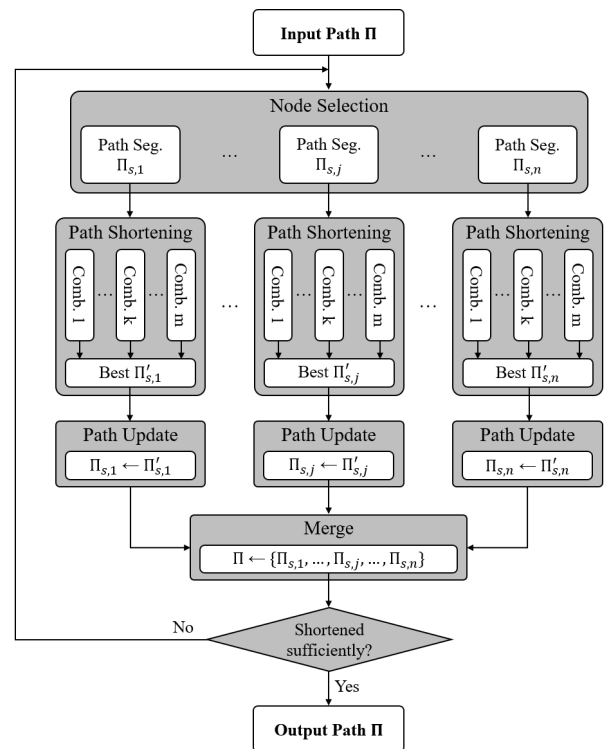 Input Path Π
Node Selection
Path Seg.
Π_{s,1}
...
Path Seg.
Π_{s,j}
...
Path Seg.
Π_{s,n}
Path Shortening
Comb. 1
...
Comb. k
...
Comb. m
Best Π′_{s,1}
...
Path Shortening
Comb. 1
...
Comb. k
...
Comb. m
Best Π′_{s,j}
...
Path Shortening
Comb. 1
...
Comb. k
...
Comb. m
Best Π′_{s,n}
Path Update
Π_{s,1} ← Π′_{s,1}
Path Update
Π_{s,j} ← Π′_{s,j}
Path Update
Π_{s,n} ← Π′_{s,n}
Merge
Π ← {Π_{s,1}, ..., Π_{s,j}, ..., Π_{s,n}}
No
Shortened
sufficiently?
Yes
Output Path Π